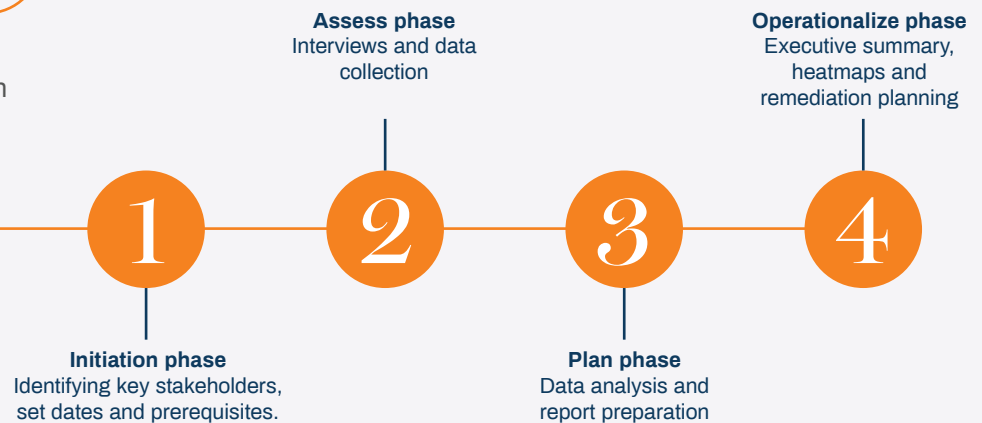 Assess phase
Interviews and data
collection
Operationalize phase
Executive summary,
heatmaps and
remediation planning
1
2
3
4
Initiation phase
Identifying key stakeholders,
set dates and prerequisites.
Plan phase
Data analysis and
report preparation